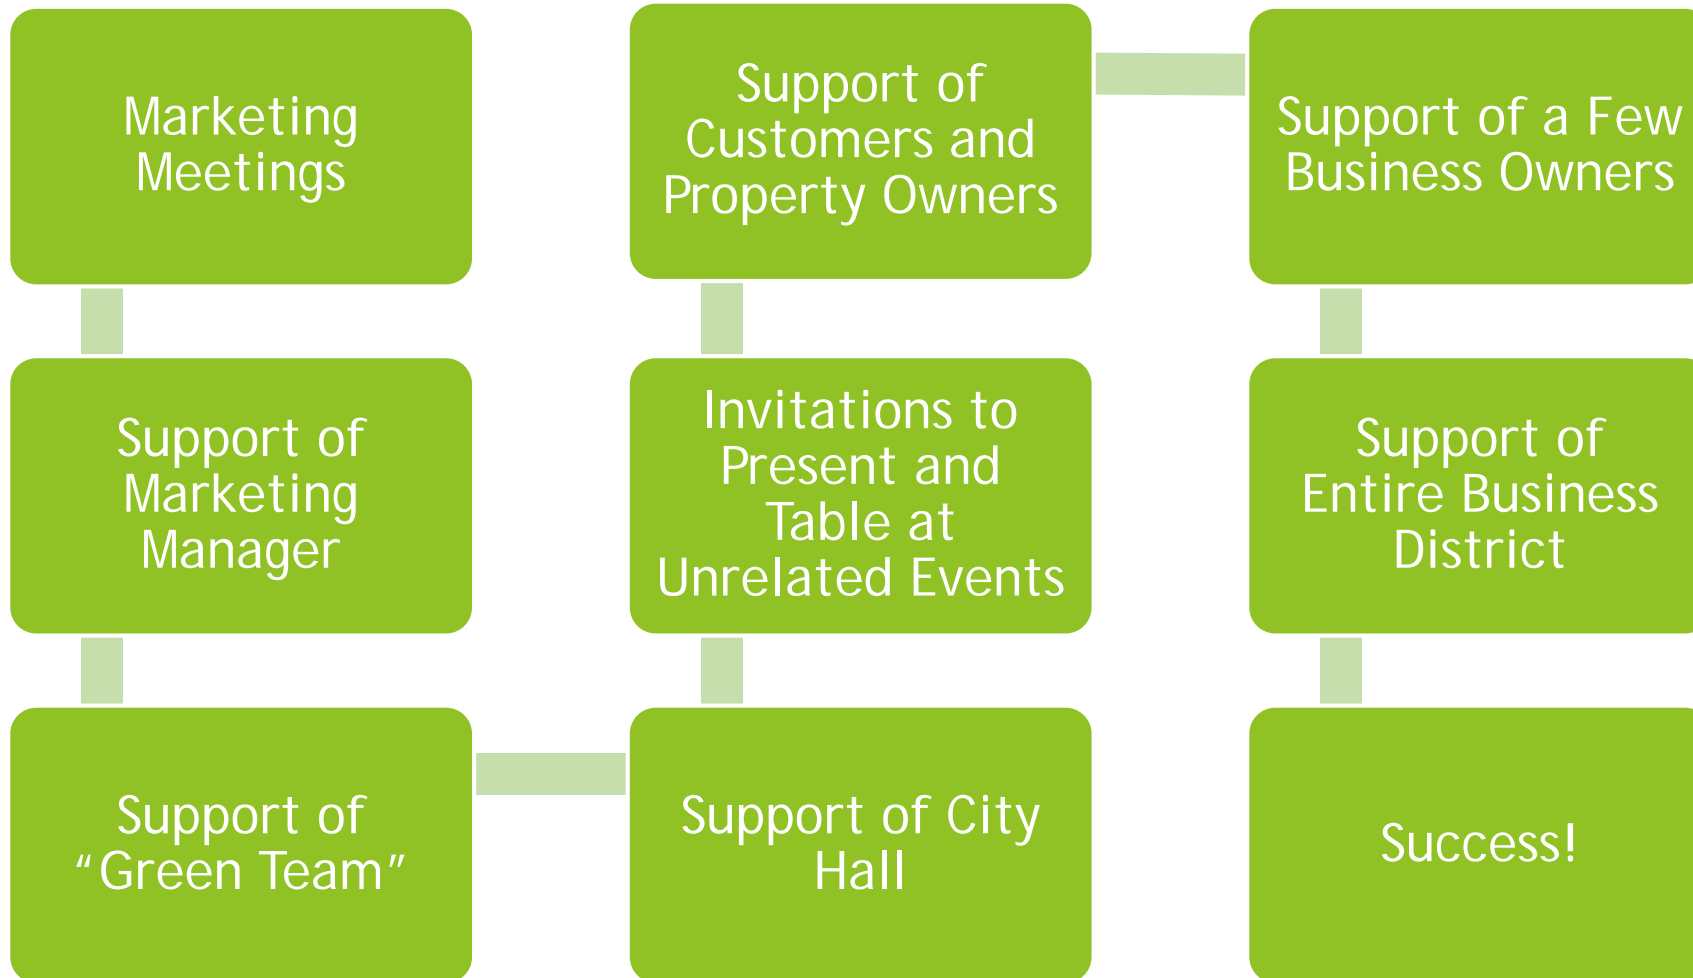 Marketing
Meetings
Support of
Marketing
Manager
Support of
“Green Team”
Support of City
Hall
Invitations to
Present and
Table at
Unrelated Events
Support of
Customers and
Property Owners
Support of a Few
Business Owners
Support of
Entire Business
District
Success!